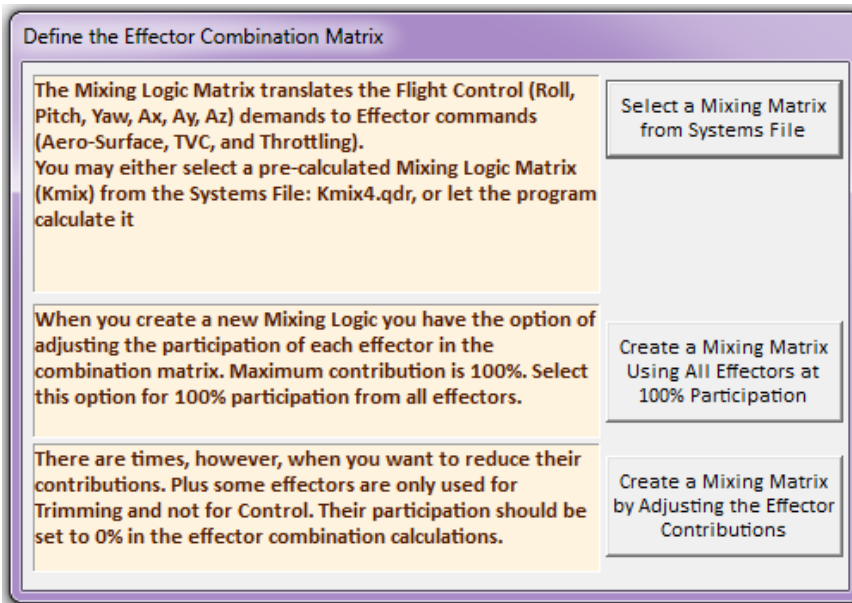 Define the Effector Combination Matrix
The Mixing Logic Matrix translates the Flight Control (Roll,
Pitch, Yaw, Ax, Ay, Az) demands to Effector commands
(Aero-Surface, TVC, and Throttling).
You may either select a pre-calculated Mixing Logic Matrix
(Kmix) from the Systems File: Kmix4.qdr, or let the program
calculate it
Select a Mixing Matrix
from Systems File
When you create a new Mixing Logic you have the option of
adjusting the participation of each effector in the
combination matrix. Maximum contribution is 100%. Select
this option for 100% participation from all effectors.
Create a Mixing Matrix
Using All Effectors at
100% Participation
There are times, however, when you want to reduce their
contributions. Plus some effectors are only used for
Trimming and not for Control. Their participation should be
set to 0% in the effector combination calculations.
Create a Mixing Matrix
by Adjusting the Effector
Contributions